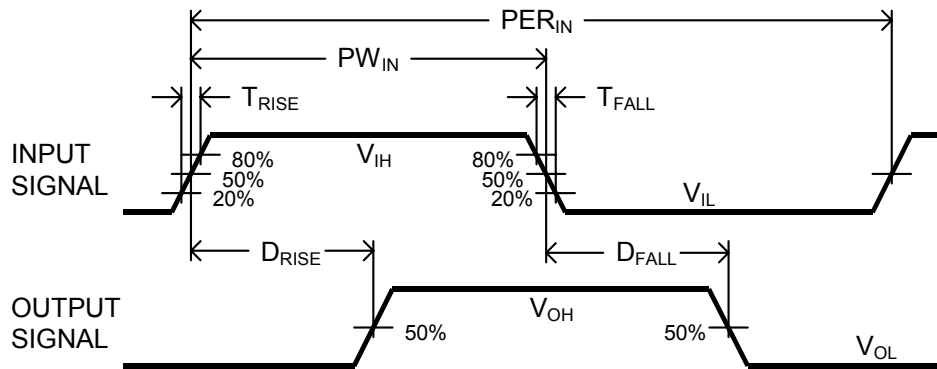 PER_IN
PW_IN
T_RISE
T_FALL
INPUT
SIGNAL
V_IH
80%
50%
20%
80%
50%
20%
V_IL
D_RISE
D_FALL
OUTPUT
SIGNAL
50%
V_OH
50%
V_OL